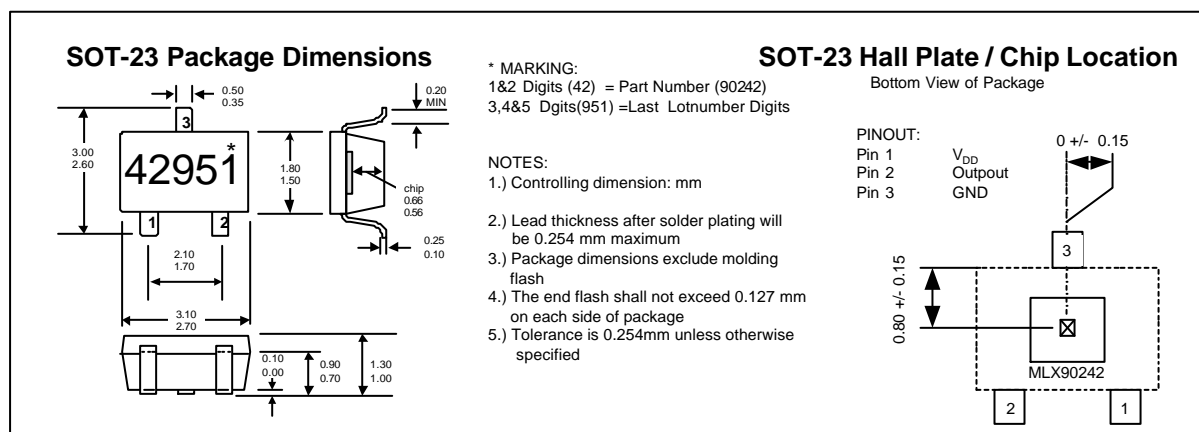 SOT-23 Package Dimensions
0.50
0.35
3
3.00
2.60
42951*
1
2
2.10
1.70
3.10
2.70
1.80
1.50
0.20
MIN
chip
0.66
0.56
0.25
0.10
0.10
0.00
0.90
0.70
1.30
1.00
* MARKING:
1&2 Digits (42) = Part Number (90242)
3,4&5 Dgits(951) =Last Lotnumber Digits
NOTES:
1.) Controlling dimension: mm
2.) Lead thickness after solder plating will
be 0.254 mm maximum
3.) Package dimensions exclude molding
flash
4.) The end flash shall not exceed 0.127 mm
on each side of package
5.) Tolerance is 0.254mm unless otherwise
specified
SOT-23 Hall Plate / Chip Location
Bottom View of Package
PINOUT:
Pin 1 VDD
Pin 2 Outpout
Pin 3 GND
0 +/- 0.15
3
0.80 +/- 0.15
MLX90242
2
1